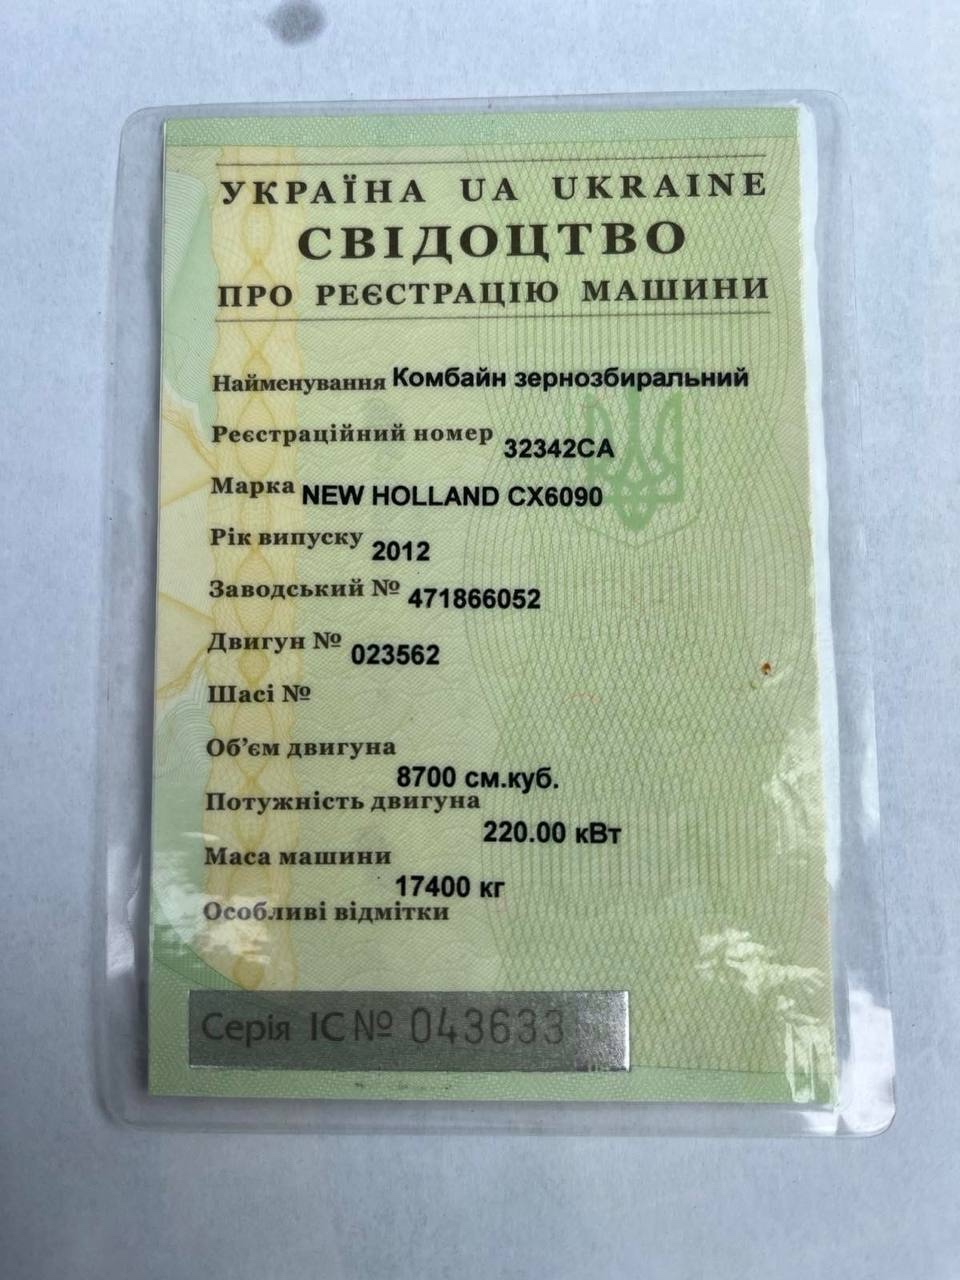 УКРАЇНА UA UKRAINE
СВІДОЦТВО
ПРО РЕЄСТРАЦІЮ МАШИНИ
Найменування Комбайн зернозбиральний
Реєстраційний номер 32342СА
Марка NEW HOLLAND CX6090
Рік випуску 2012
Заводський № 471866052
Двигун № 023562
Шасі №
Об’єм двигуна
8700 см.куб.
Потужність двигуна
220.00 кВт
Маса машини
17400 кг
Особливі відмітки
Серія ІС № 043633